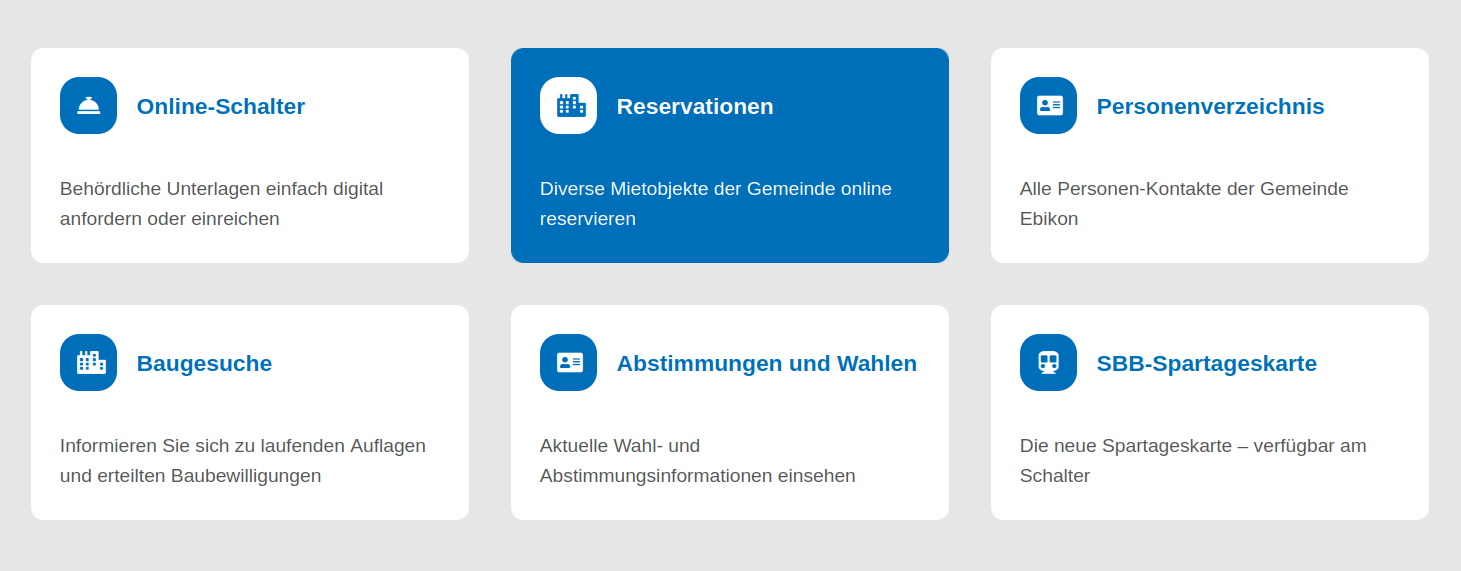 Online-Schalter
Behördliche Unterlagen einfach digital
anfordern oder einreichen
Reservationen
Diverse Mietobjekte der Gemeinde online
reservieren
Personenverzeichnis
Alle Personen-Kontakte der Gemeinde
Ebikon
Baugesuche
Informieren Sie sich zu laufenden Auflagen
und erteilten Baubewilligungen
Abstimmungen und Wahlen
Aktuelle Wahl- und
Abstimmungsinformationen einsehen
SBB-Spartageskarte
Die neue Spartageskarte – verfügbar am
Schalter